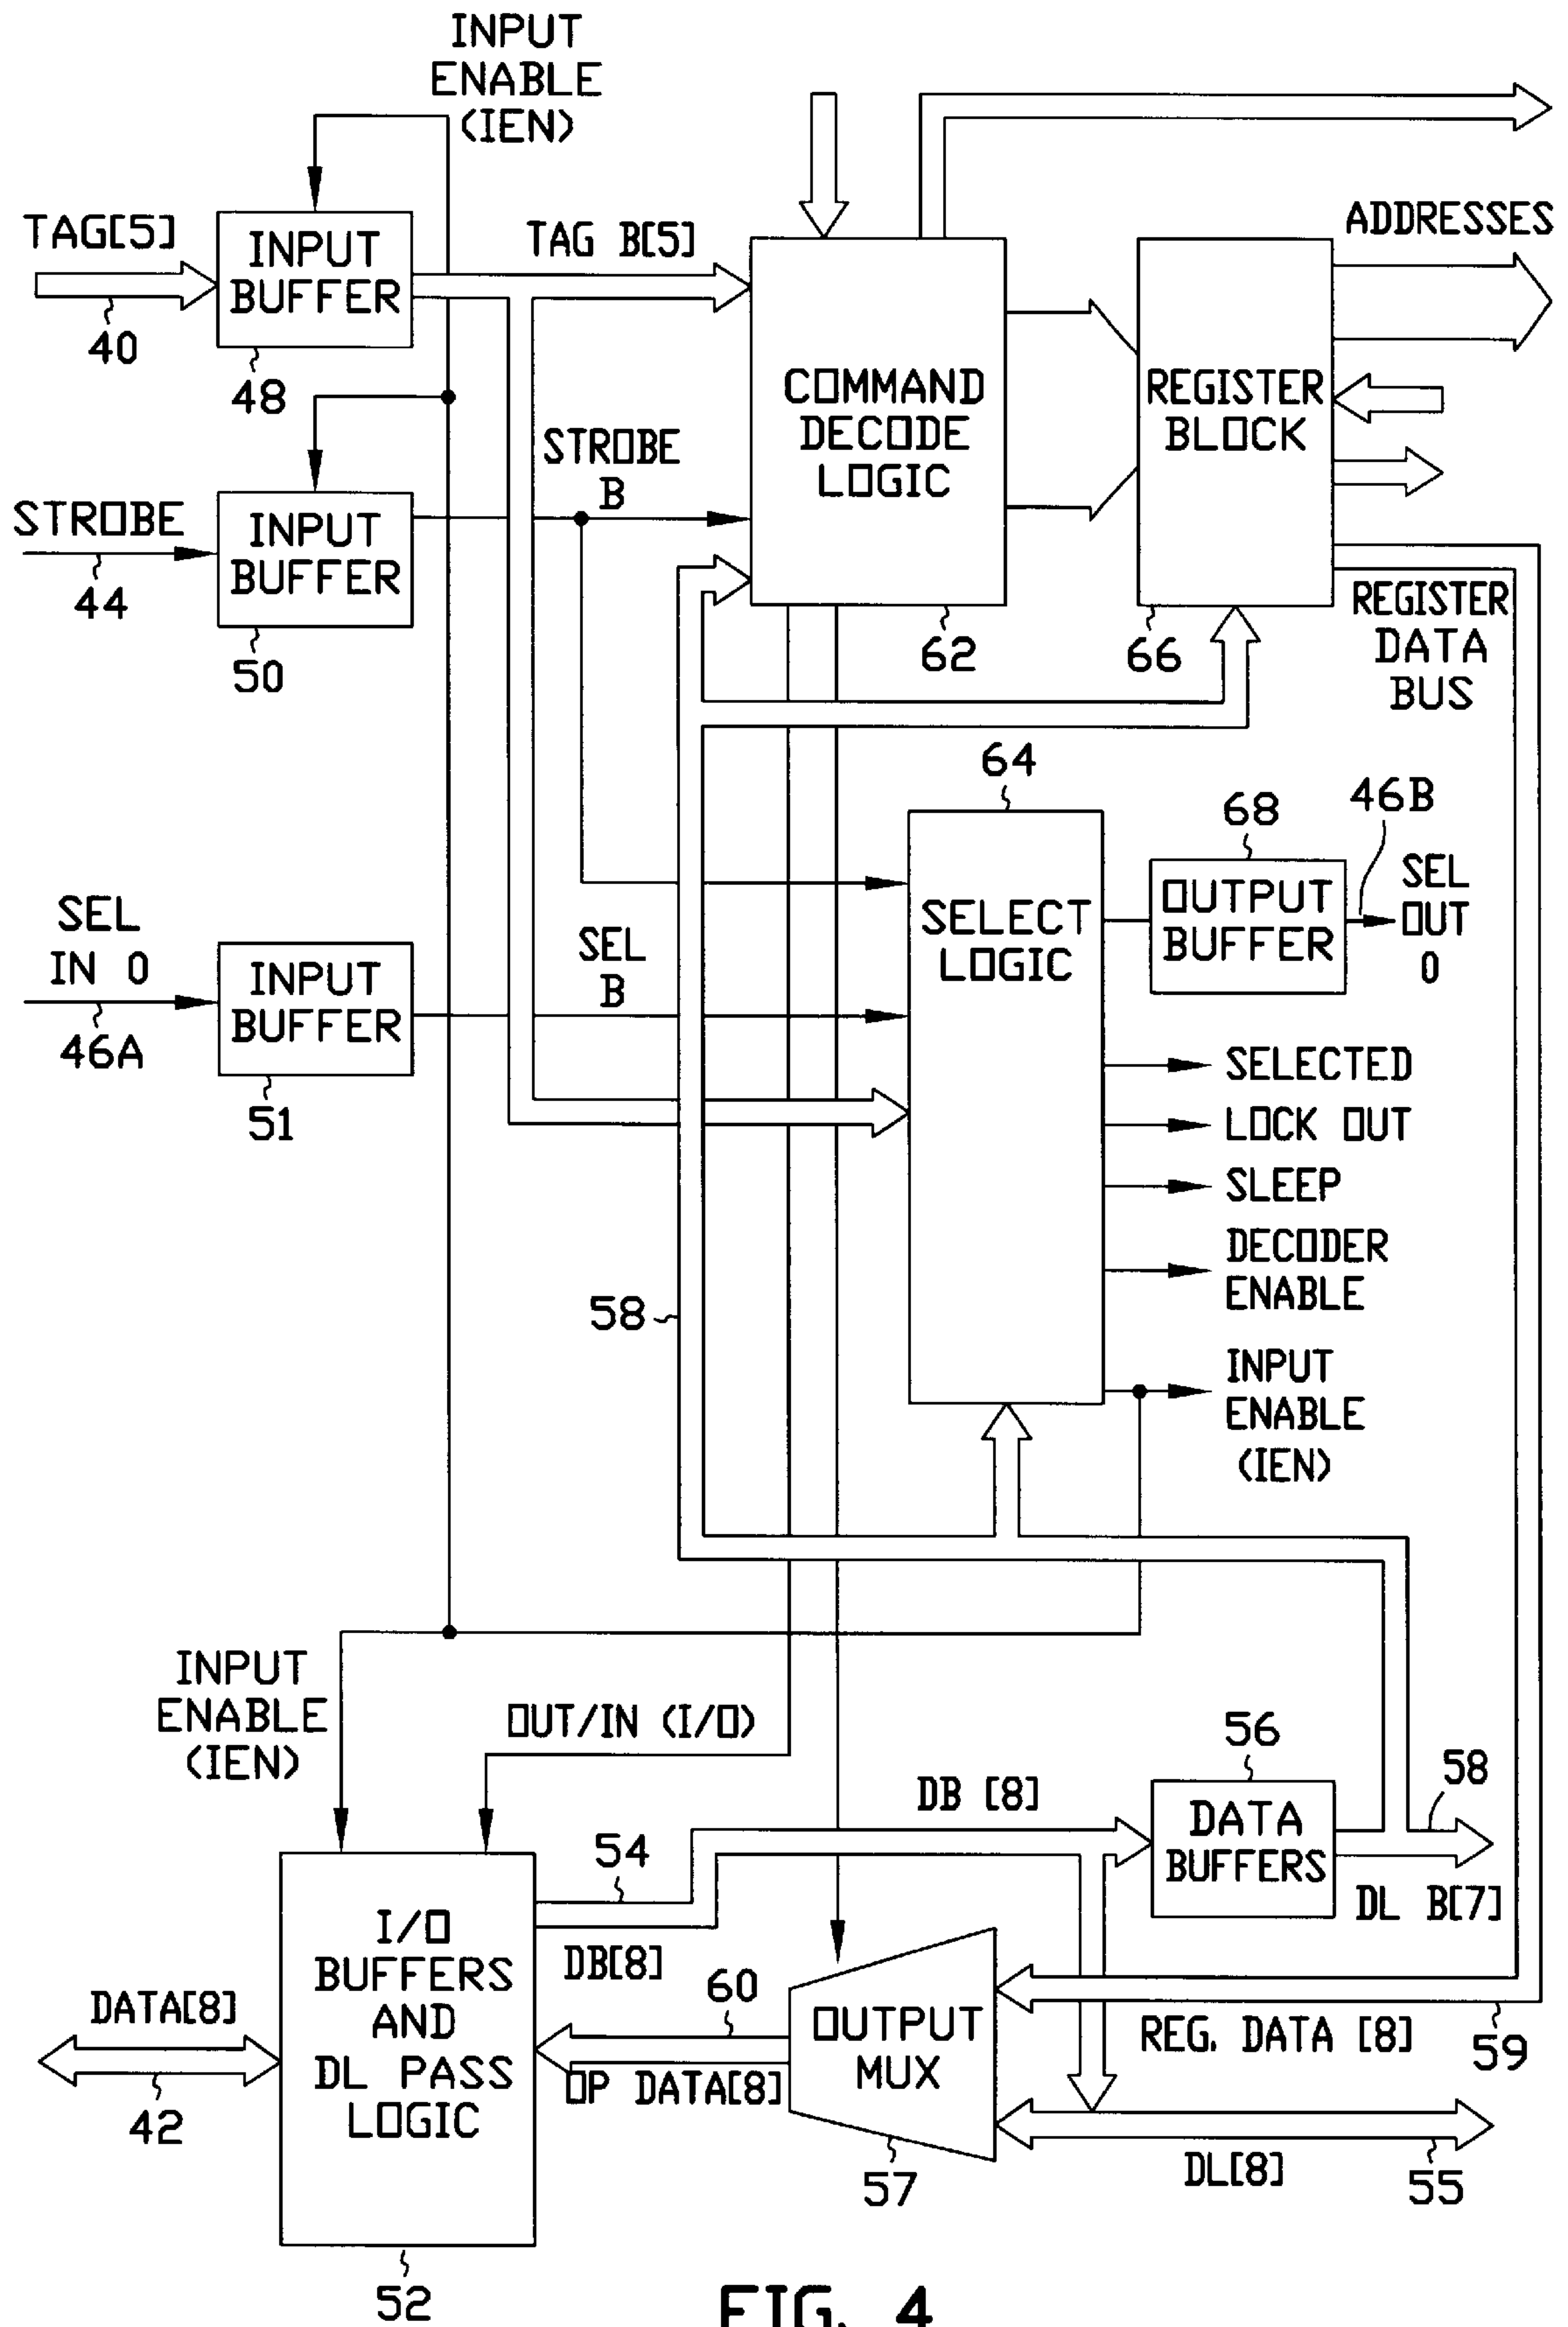 INPUT
ENABLE
(IEN)
TAG[5]
40
INPUT
BUFFER
48
TAG B[5]
COMMAND
DECODE
LOGIC
62
ADDRESSES
REGISTER
BLOCK
66
STROBE
44
INPUT
BUFFER
50
STROBE
B
REGISTER
DATA
BUS
64
SELECT
LOGIC
68
OUTPUT
BUFFER
46B
SEL
OUT
0
SEL
IN 0
46A
INPUT
BUFFER
51
SEL
B
SELECTED
LOCK OUT
SLEEP
DECODER
ENABLE
INPUT
ENABLE
(IEN)
58
INPUT
ENABLE
(IEN)
OUT/IN (I/O)
56
DATA
BUFFERS
58
DL B[7]
DB [8]
54
DB[8]
I/O
BUFFERS
AND
DL PASS
LOGIC
52
DATA[8]
42
60
OP DATA[8]
OUTPUT
MUX
57
REG. DATA [8]
59
DL[8]
55
FIG. 4